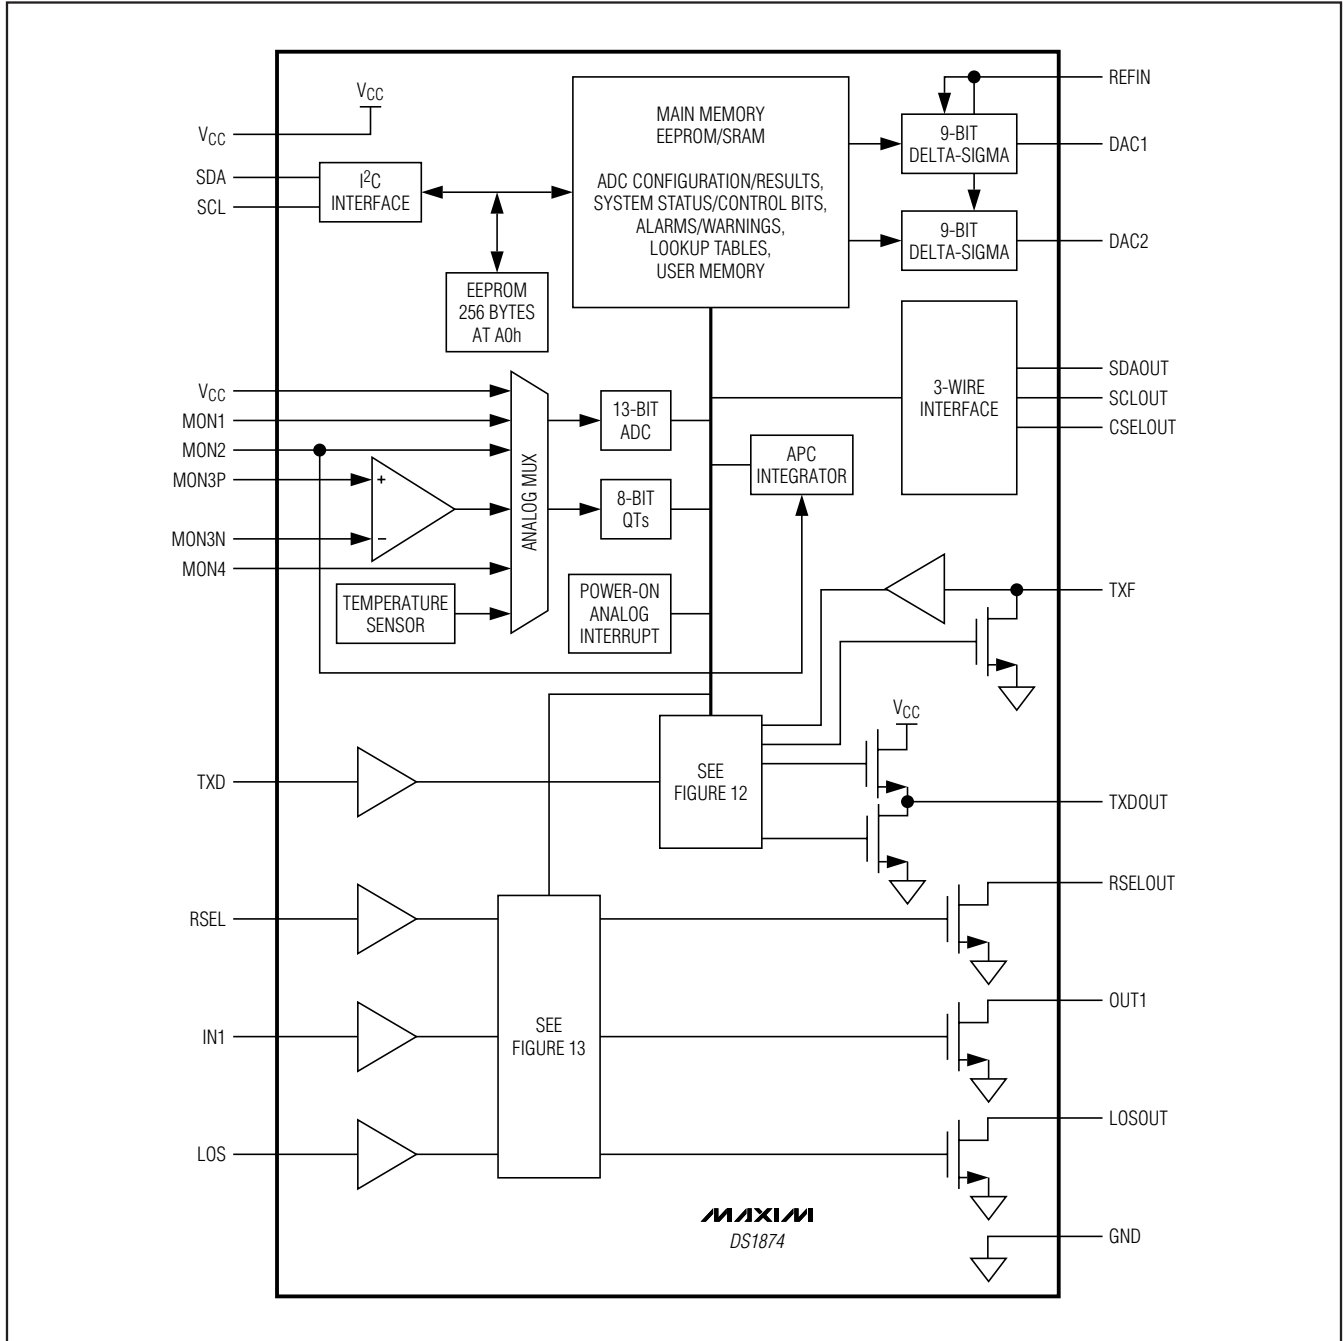 REFIN
V_CC
V_CC
SDA
SCL
I²C
INTERFACE
MAIN MEMORY
EEPROM/SRAM
ADC CONFIGURATION/RESULTS,
SYSTEM STATUS/CONTROL BITS,
ALARMS/WARNINGS,
LOOKUP TABLES,
USER MEMORY
9-BIT
DELTA-SIGMA
DAC1
9-BIT
DELTA-SIGMA
DAC2
EEPROM
256 BYTES
AT A0h
V_CC
MON1
MON2
MON3P
MON3N
MON4
+
−
ANALOG MUX
13-BIT
ADC
8-BIT
QTs
TEMPERATURE
SENSOR
POWER-ON
ANALOG
INTERRUPT
APC
INTEGRATOR
3-WIRE
INTERFACE
SDAOUT
SCLOUT
CSELOUT
TXF
V_CC
TXD
SEE
FIGURE 12
TXDOUT
RSELOUT
RSEL
OUT1
IN1
SEE
FIGURE 13
LOSOUT
LOS
MAXIM
DS1874
GND